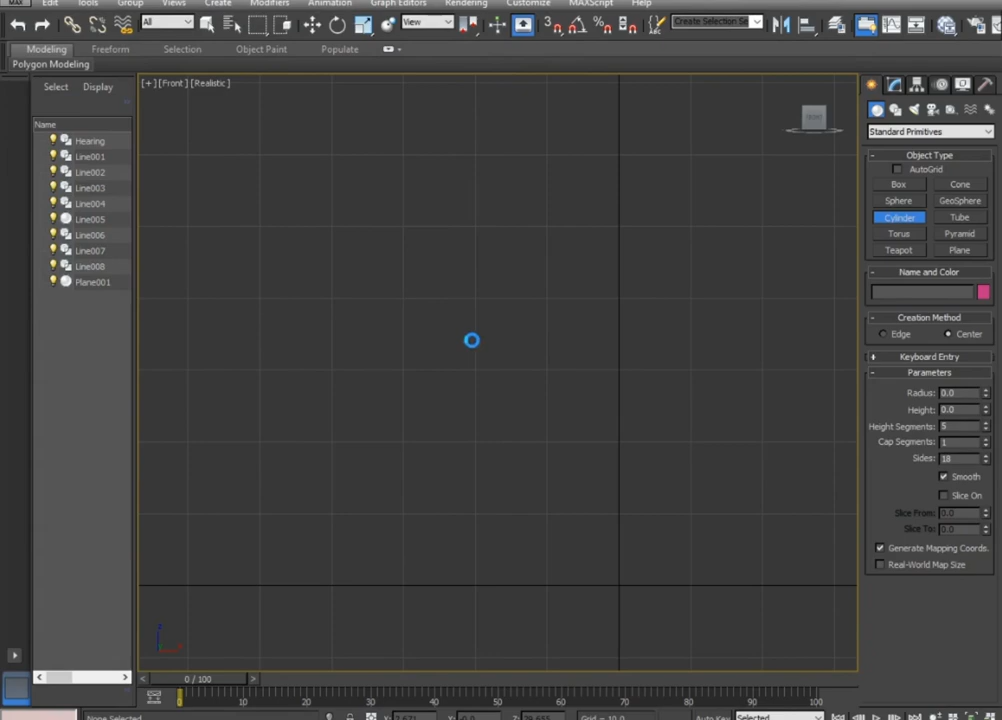 Edit Tools Group Views Create Modifiers Animation Graph Editors Rendering Customize MAXScript Help
All View 3 Create Selection Se
Modeling Freeform Selection Object Paint Populate
Polygon Modeling
Select Display
Name
Hearing
Line001
Line002
Line003
Line004
Line005
Line006
Line007
Line008
Plane001
[+] [Front] [Realistic]
FRONT
Standard Primitives
- Object Type
AutoGrid
Box Cone
Sphere GeoSphere
Cylinder Tube
Torus Pyramid
Teapot Plane
- Name and Color
- Creation Method
Edge Center
+ Keyboard Entry
- Parameters
Radius: 0.0
Height: 0.0
Height Segments: 5
Cap Segments: 1
Sides: 18
Smooth
Slice On
Slice From: 0.0
Slice To: 0.0
Generate Mapping Coords.
Real-World Map Size
z
x
< 0 / 100 >
0 10 20 30 40 50 60 70 80 90 100
None Selected X: Y: Z: Grid = 10.0 Auto Key Selected